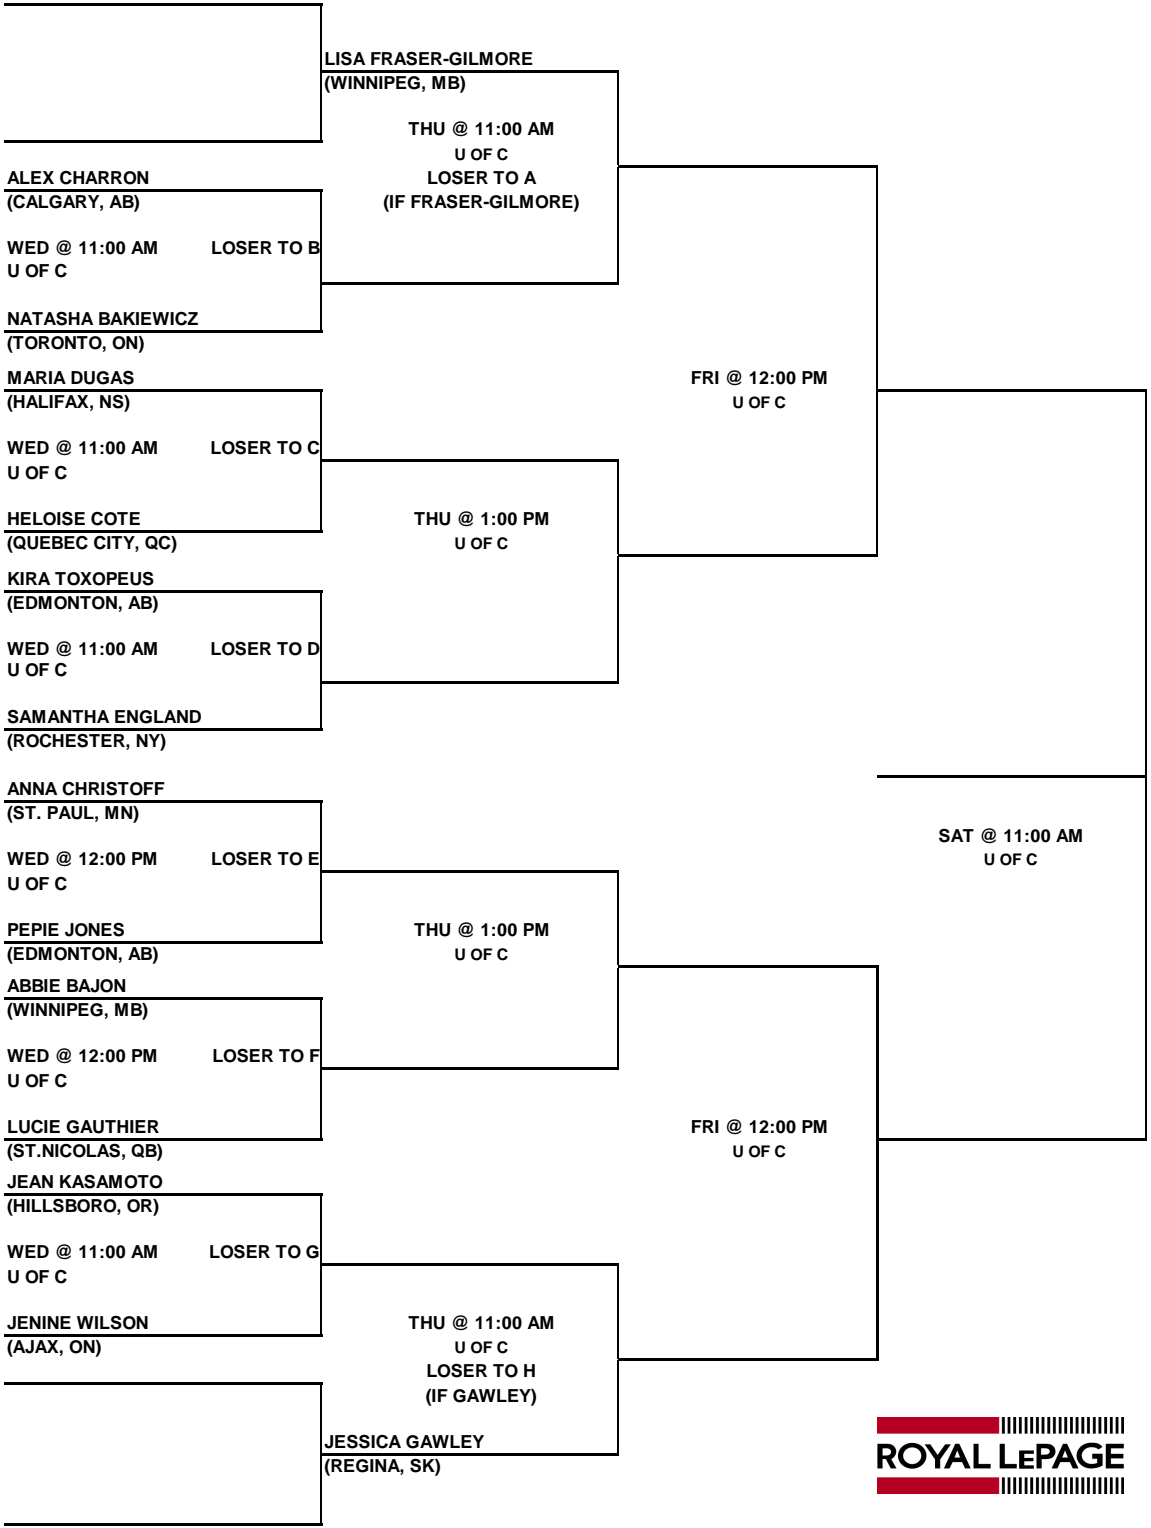 LISA FRASER-GILMORE
(WINNIPEG, MB)
THU @ 11:00 AM
U OF C
LOSER TO A
(IF FRASER-GILMORE)
ALEX CHARRON
(CALGARY, AB)
WED @ 11:00 AM LOSER TO B
U OF C
NATASHA BAKIEWICZ
(TORONTO, ON)
MARIA DUGAS
(HALIFAX, NS)
FRI @ 12:00 PM
U OF C
WED @ 11:00 AM LOSER TO C
U OF C
HELOISE COTE
(QUEBEC CITY, QC)
THU @ 1:00 PM
U OF C
KIRA TOXOPEUS
(EDMONTON, AB)
WED @ 11:00 AM LOSER TO D
U OF C
SAMANTHA ENGLAND
(ROCHESTER, NY)
ANNA CHRISTOFF
(ST. PAUL, MN)
SAT @ 11:00 AM
U OF C
WED @ 12:00 PM LOSER TO E
U OF C
PEPIE JONES
(EDMONTON, AB)
THU @ 1:00 PM
U OF C
ABBIE BAJON
(WINNIPEG, MB)
WED @ 12:00 PM LOSER TO F
U OF C
LUCIE GAUTHIER
(ST.NICOLAS, QB)
FRI @ 12:00 PM
U OF C
JEAN KASAMOTO
(HILLSBORO, OR)
WED @ 11:00 AM LOSER TO G
U OF C
JENINE WILSON
(AJAX, ON)
THU @ 11:00 AM
U OF C
LOSER TO H
(IF GAWLEY)
JESSICA GAWLEY
(REGINA, SK)
ROYAL LEPAGE